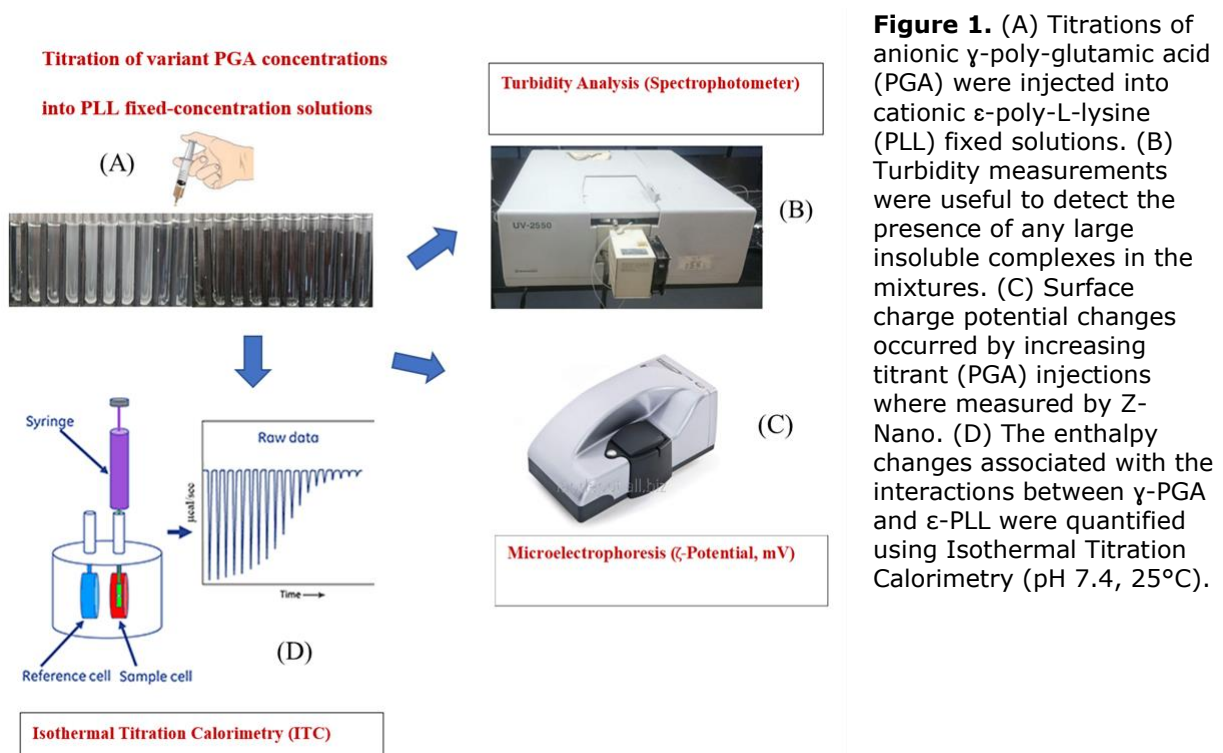 Titration of variant PGA concentrations
into PLL fixed-concentration solutions
(A)
Turbidity Analysis (Spectrophotometer)
UV-2550
(B)
Syringe
Raw data
µcal/sec
Time
Reference cell
Sample cell
(D)
(C)
Microelectrophoresis (ζ-Potential, mV)
Isothermal Titration Calorimetry (ITC)
Figure 1. (A) Titrations of
anionic ɣ-poly-glutamic acid
(PGA) were injected into
cationic ε-poly-L-lysine
(PLL) fixed solutions. (B)
Turbidity measurements
were useful to detect the
presence of any large
insoluble complexes in the
mixtures. (C) Surface
charge potential changes
occurred by increasing
titrant (PGA) injections
where measured by Z-
Nano. (D) The enthalpy
changes associated with the
interactions between ɣ-PGA
and ε-PLL were quantified
using Isothermal Titration
Calorimetry (pH 7.4, 25°C).